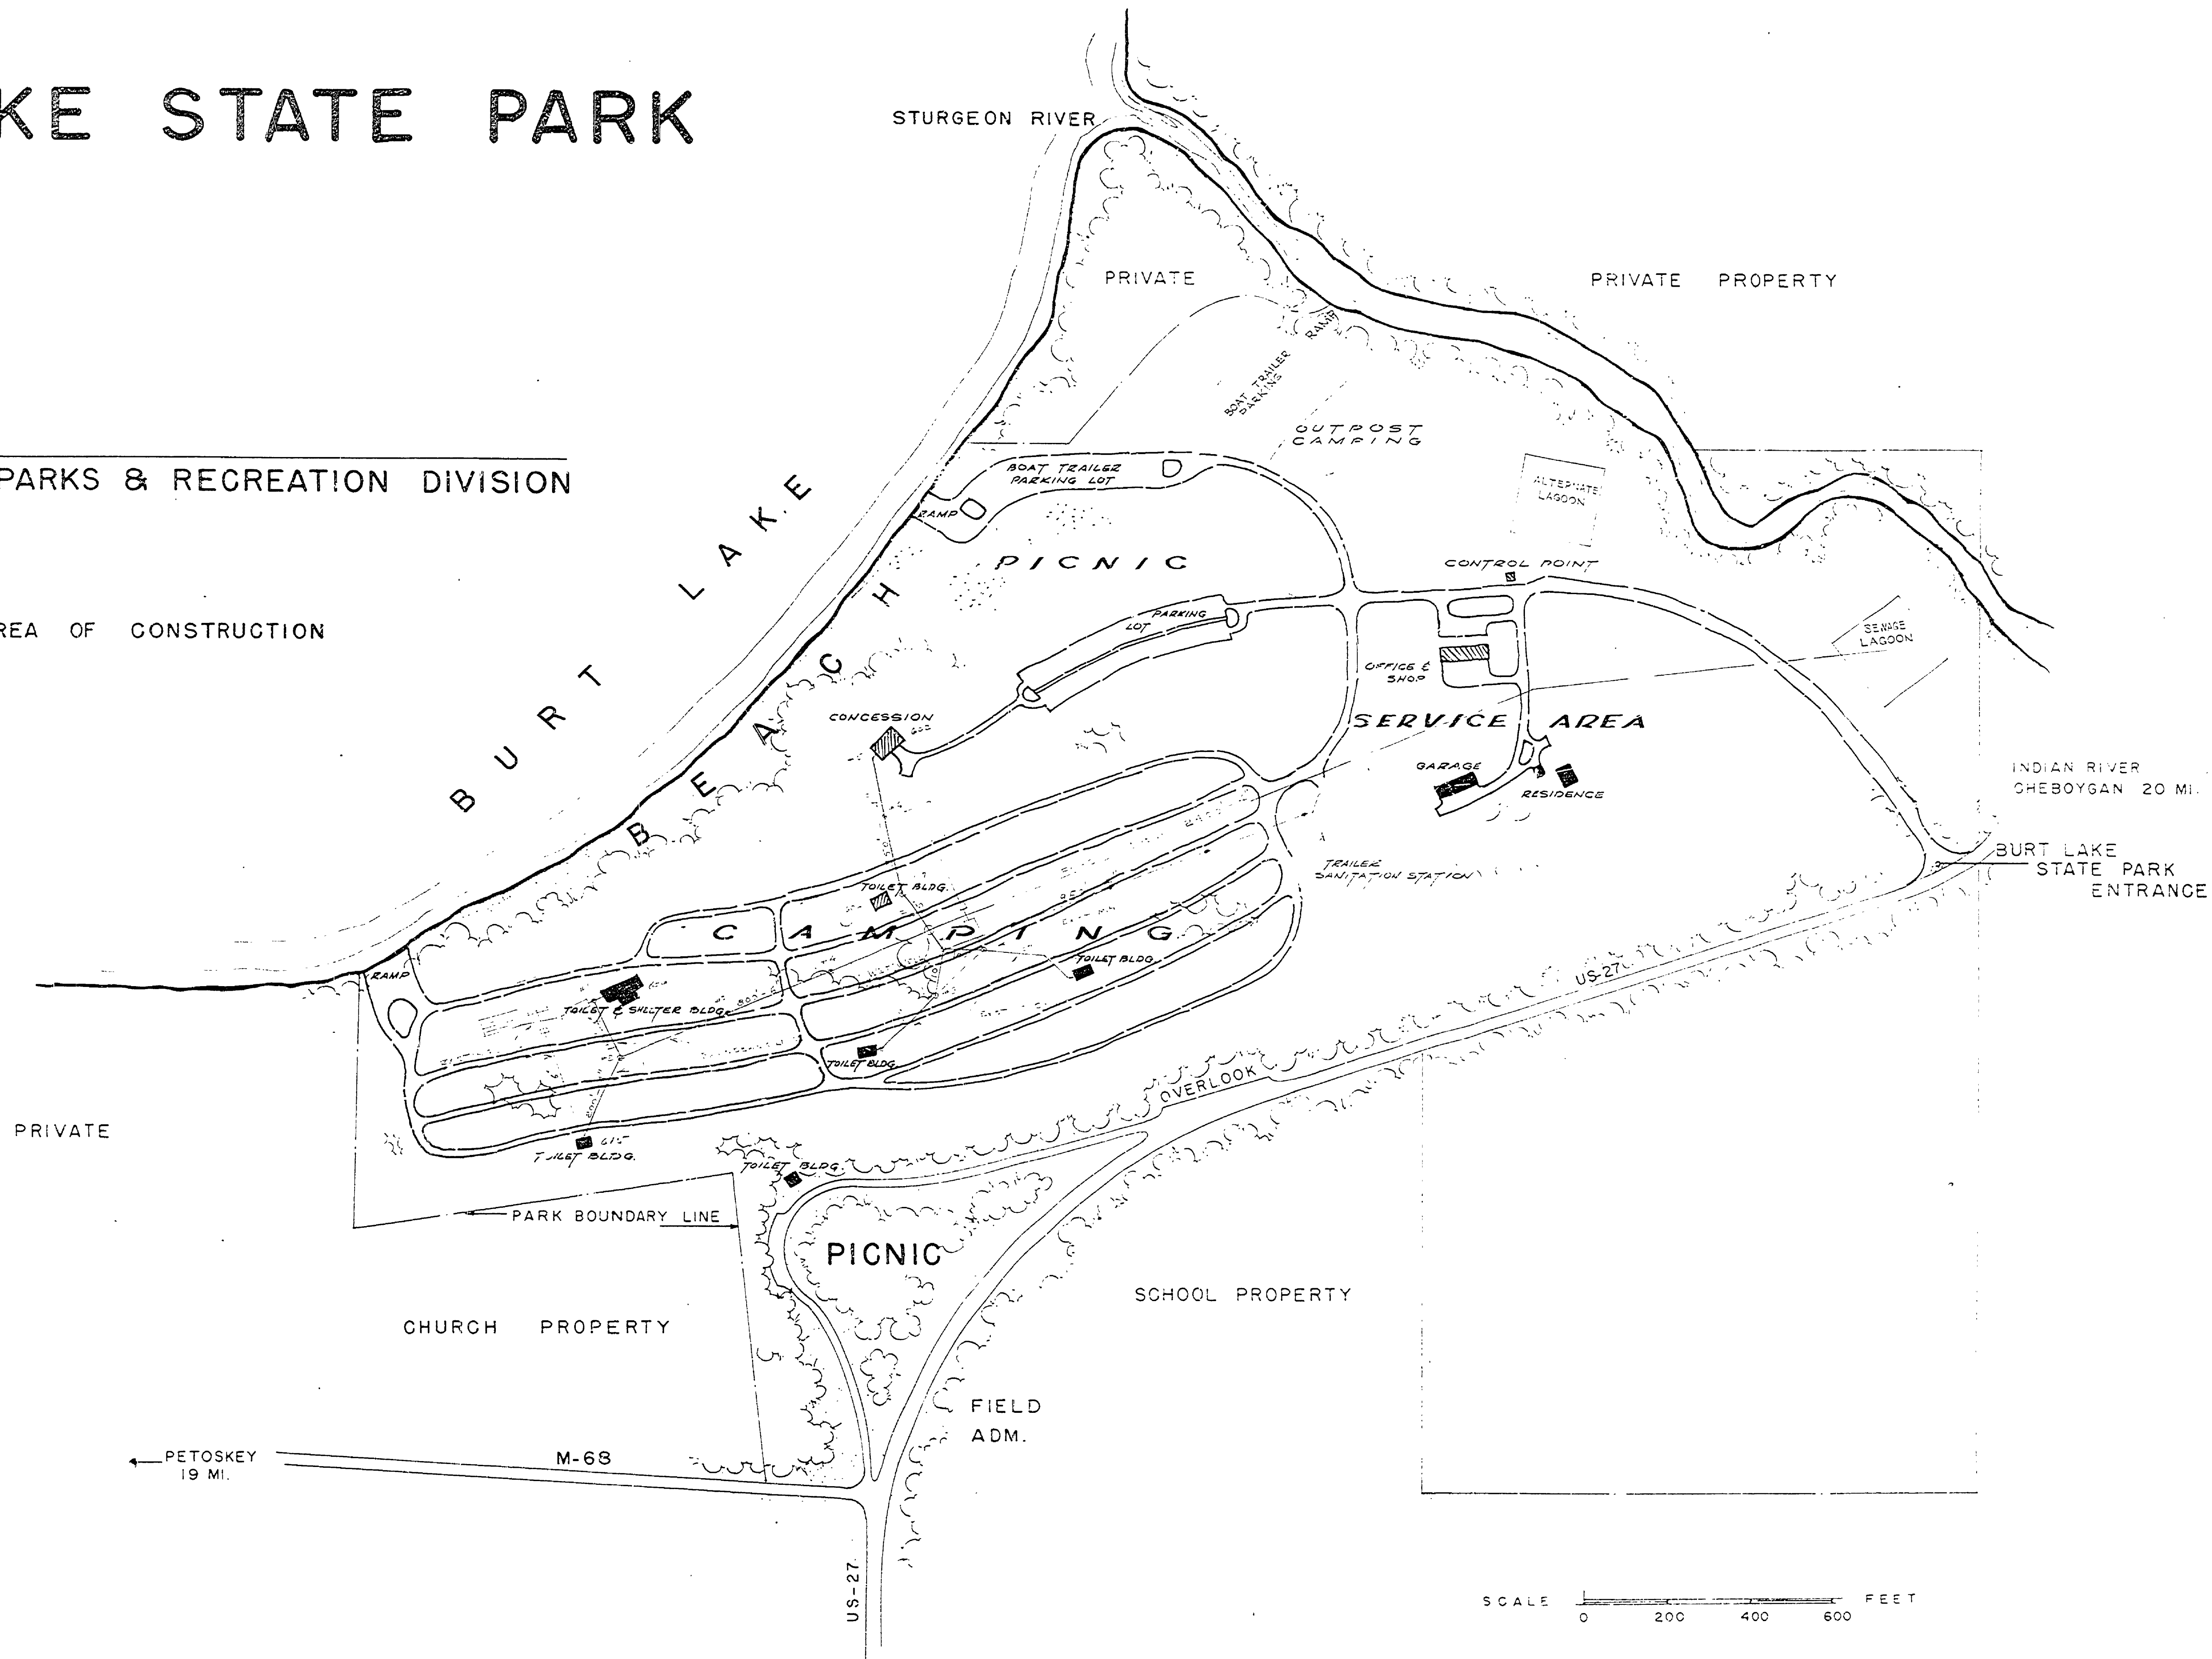 KE STATE PARK
STURGEON RIVER
PRIVATE
PRIVATE PROPERTY
RAMP
BOAT TRAILER
PARKING
OUTPOST
CAMPING
PARKS & RECREATION DIVISION
BOAT TRAILER
PARKING LOT
RAMP
ALTERNATE
LAGOON
BURT LAKE
BEACH
PICNIC
CONTROL POINT
REA OF CONSTRUCTION
PARKING
LOT
SEWAGE
LAGOON
OFFICE &
SHOP
CONCESSION
SERVICE AREA
GARAGE
RESIDENCE
INDIAN RIVER
CHEBOYGAN 20 MI.
BURT LAKE
STATE PARK
ENTRANCE
TRAILER
SANITATION STATION
TOILET BLDG.
CAMPING
TOILET BLDG.
RAMP
TOILET & SHELTER BLDG.
US-27
TOILET BLDG.
OVERLOOK
PRIVATE
615
TOILET BLDG.
TOILET BLDG.
PARK BOUNDARY LINE
PICNIC
SCHOOL PROPERTY
CHURCH PROPERTY
FIELD
ADM.
M-68
PETOSKEY
19 MI.
US-27
SCALE FEET
0 200 400 600